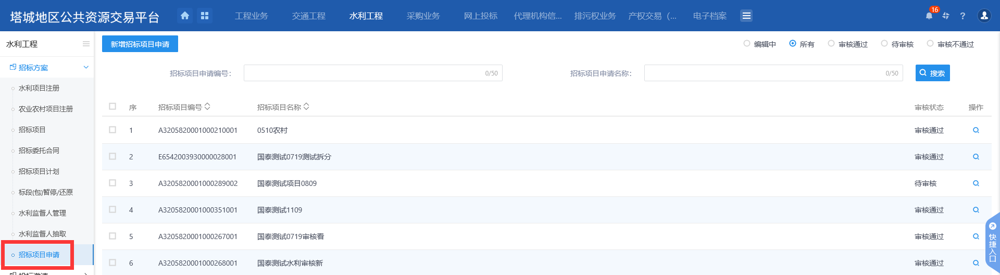 塔城地区公共资源交易平台 工程业务 交通工程 水利工程 采购业务 网上投标 代理机构信... 排污权业务 产权交易（... 电子档案 16 ?
水利工程
招标方案
水利项目注册
农业农村项目注册
招标项目
招标委托合同
招标项目计划
标段(包)暂停/还原
水利监督人管理
水利监督人抽取
招标项目申请
新增招标项目申请 编辑中 所有 审核通过 待审核 审核不通过
招标项目申请编号： 0/50 招标项目申请名称： 0/50 搜索
序 招标项目编号 招标项目名称 审核状态 操作
1 A3205820001000210001 0510农村 审核通过
2 E6542003930000028001 国泰测试0719测试拆分 审核通过
3 A3205820001000289002 国泰测试项目0809 待审核
4 A3205820001000351001 国泰测试1109 审核通过
5 A3205820001000267001 国泰测试0719审核看 审核通过
6 A3205820001000268001 国泰测试水利审核新 审核通过
快捷入口